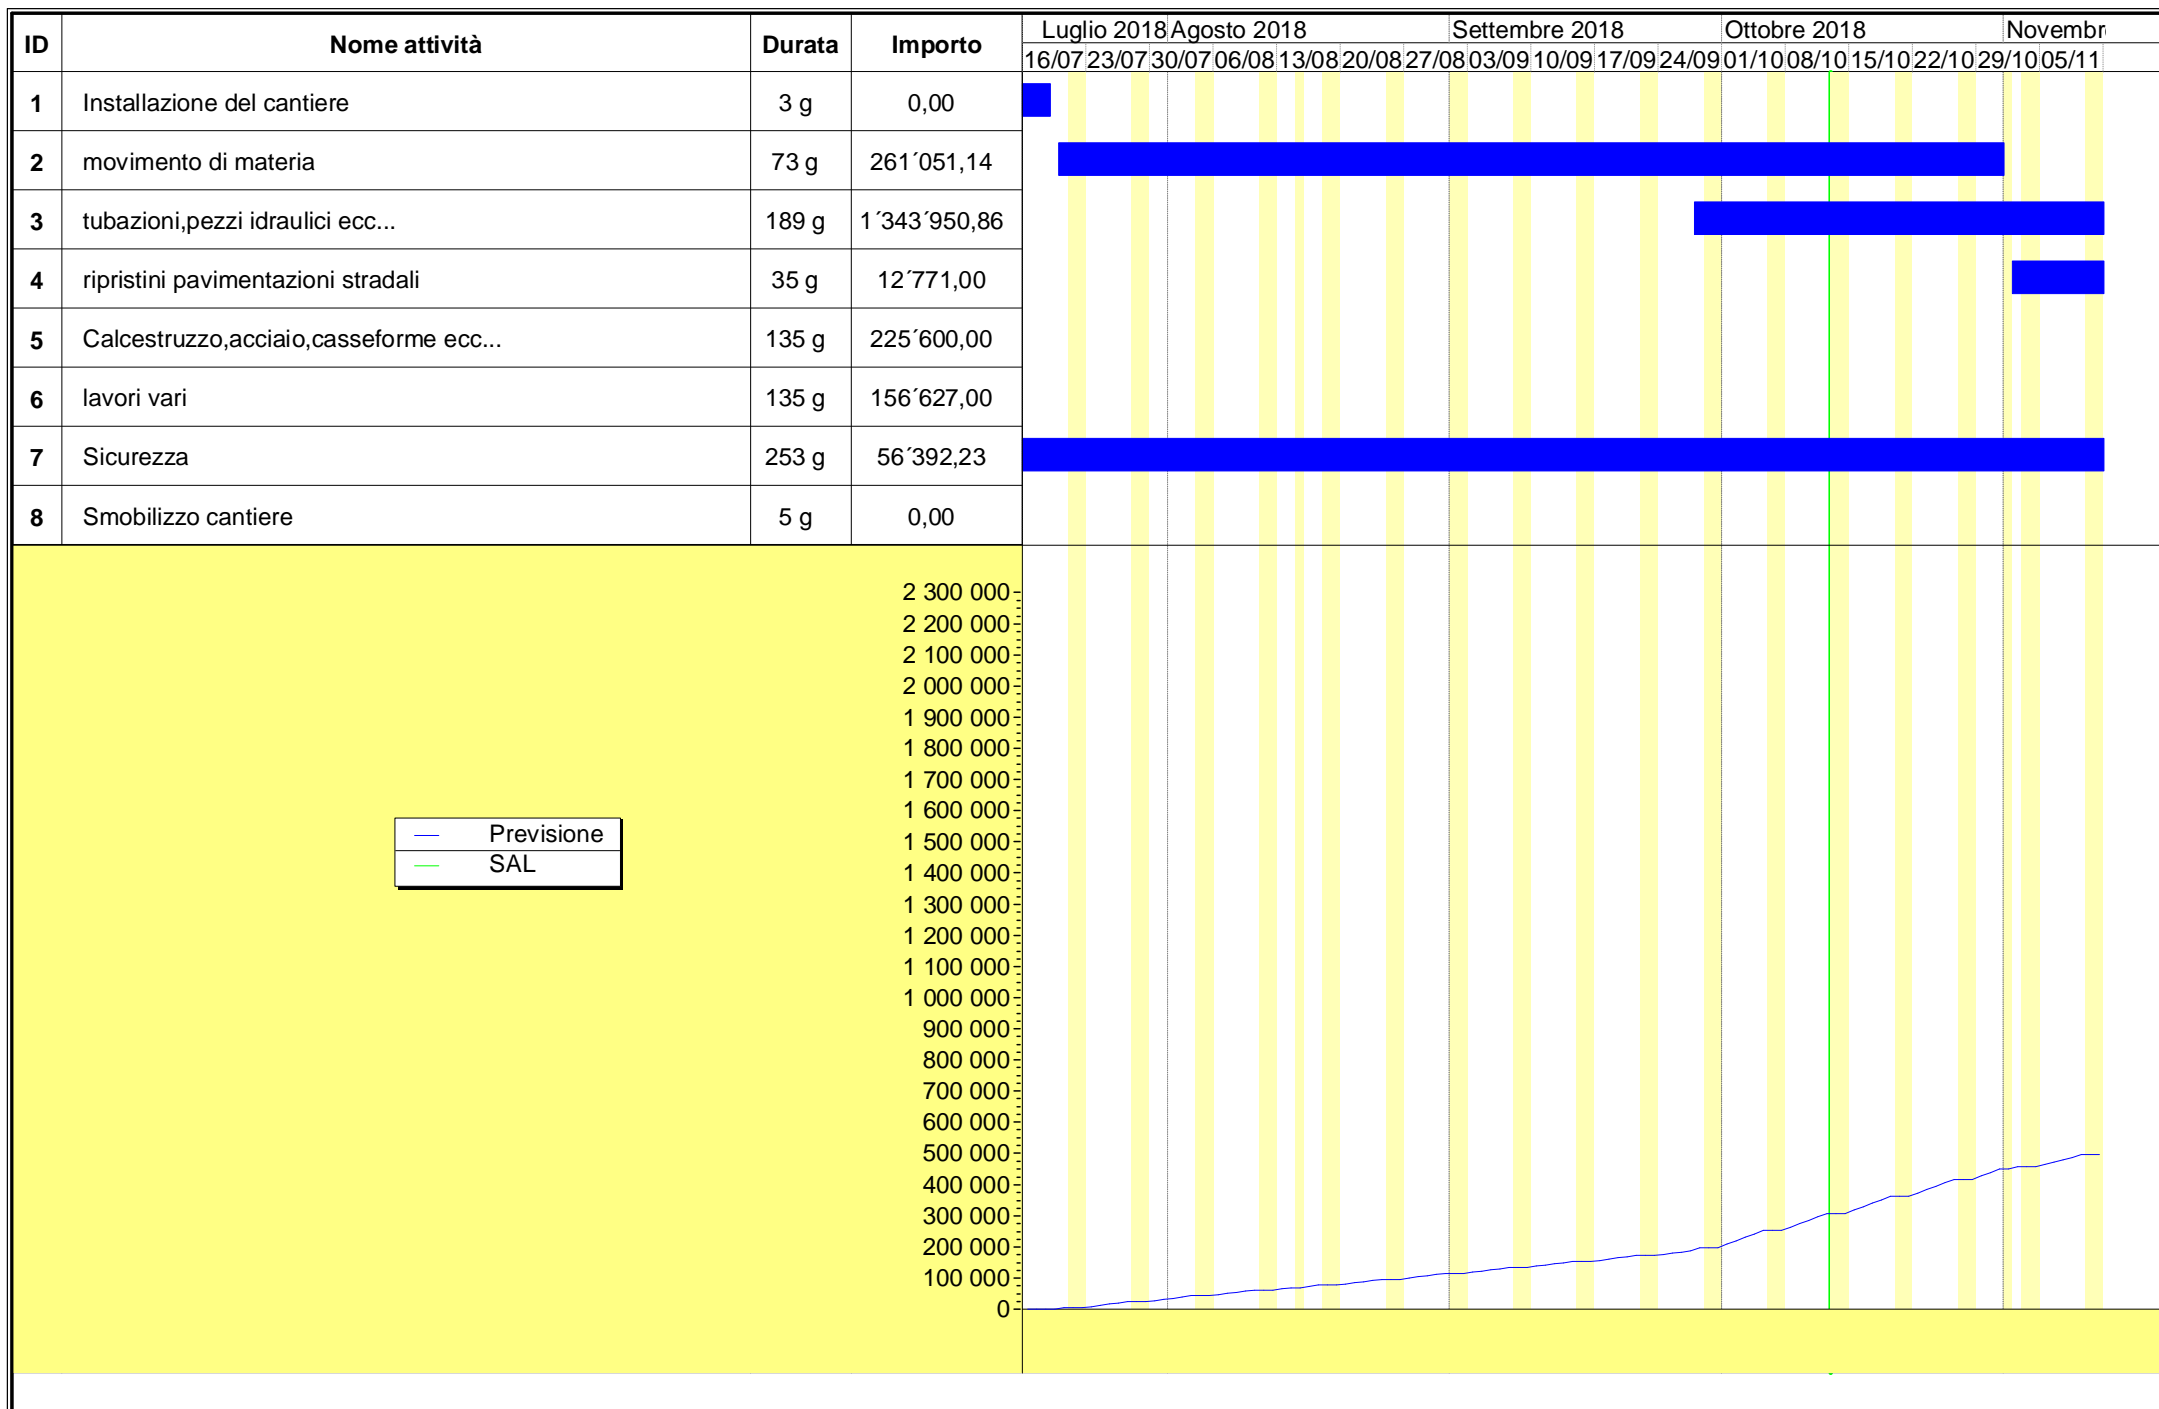 ID Nome attività Durata Importo Luglio 2018 Agosto 2018 Settembre 2018 Ottobre 2018 Novembr
16/07 23/07 30/07 06/08 13/08 20/08 27/08 03/09 10/09 17/09 24/09 01/10 08/10 15/10 22/10 29/10 05/11
1 Installazione del cantiere 3 g 0,00
2 movimento di materia 73 g 261´051,14
3 tubazioni,pezzi idraulici ecc... 189 g 1´343´950,86
4 ripristini pavimentazioni stradali 35 g 12´771,00
5 Calcestruzzo,acciaio,casseforme ecc... 135 g 225´600,00
6 lavori vari 135 g 156´627,00
7 Sicurezza 253 g 56´392,23
8 Smobilizzo cantiere 5 g 0,00
2 300 000
2 200 000
2 100 000
2 000 000
1 900 000
1 800 000
1 700 000
1 600 000
1 500 000
1 400 000
1 300 000
1 200 000
1 100 000
1 000 000
900 000
800 000
700 000
600 000
500 000
400 000
300 000
200 000
100 000
0
Previsione
SAL